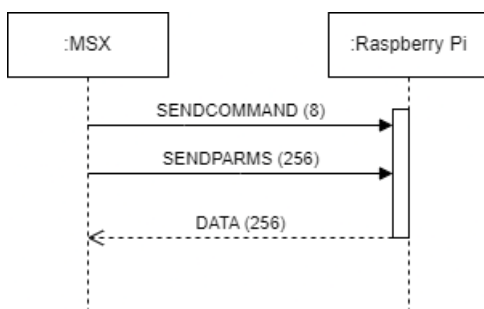 :MSX
:Raspberry Pi
SENDCOMMAND (8)
SENDPARMS (256)
DATA (256)